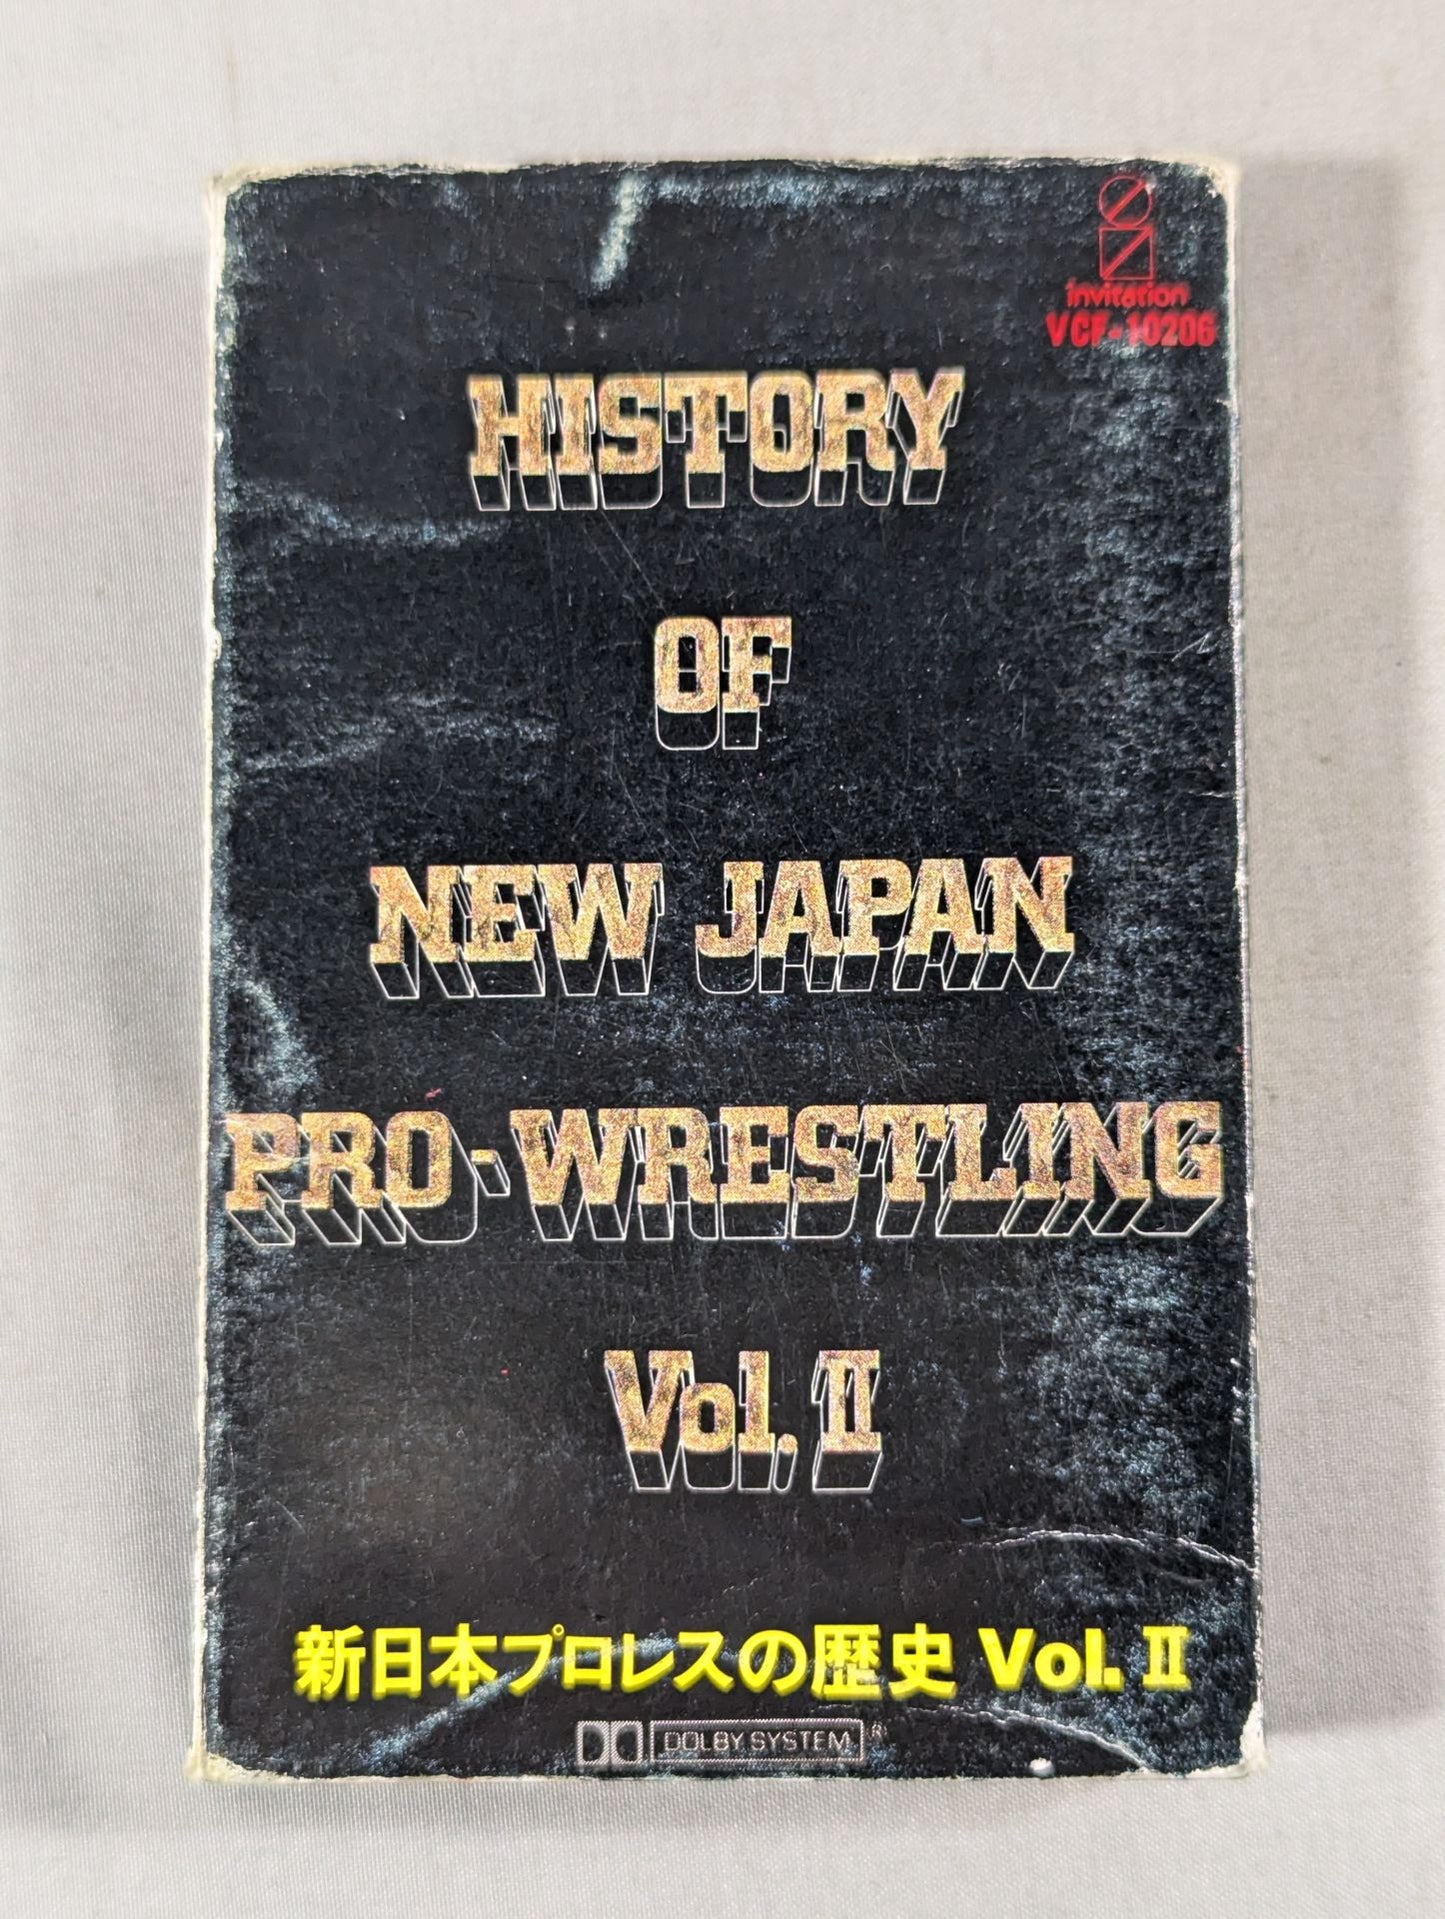 invitation
VCF-10206
HISTORY
OF
NEW JAPAN
PRO-WRESTLING
Vol. II
新日本プロレスの歴史 Vol. II
DOLBY SYSTEM ®